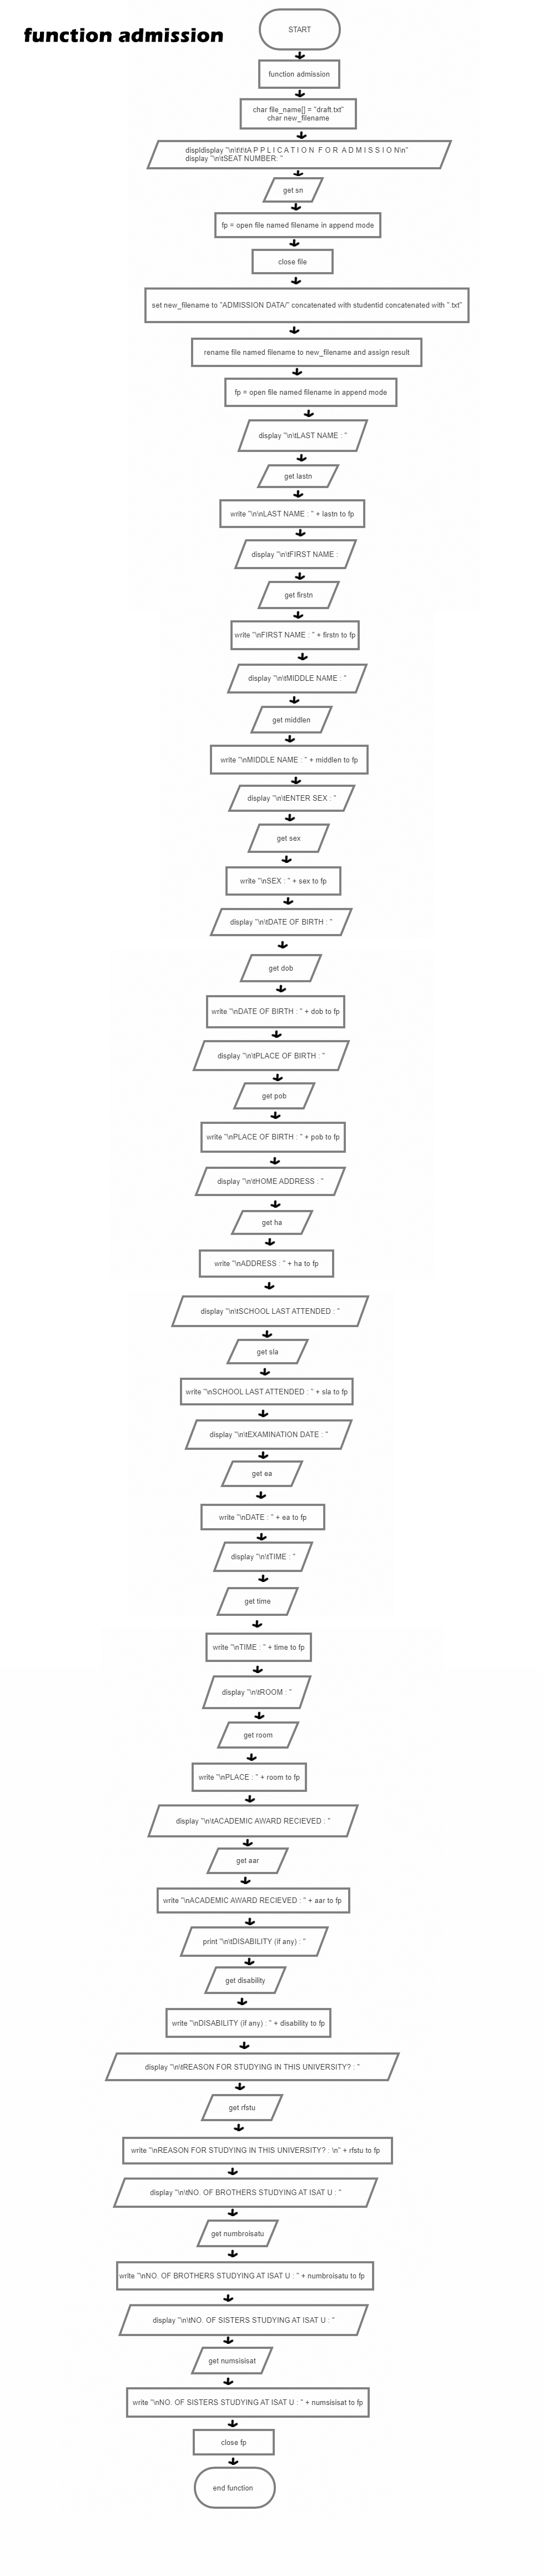 function admission
START
function admission
char file_name[] = "draft.txt"
char new_filename
displdisplay "\n\t\t\tA P P L I C A T I O N  F O R  A D M I S S I O N\n"
display "\n\tSEAT NUMBER: "
get sn
fp = open file named filename in append mode
close file
set new_filename to "ADMISSION DATA/" concatenated with studentid concatenated with ".txt"
rename file named filename to new_filename and assign result
fp = open file named filename in append mode
display "\n\tLAST NAME : "
get lastn
write "\n\nLAST NAME : " + lastn to fp
display "\n\tFIRST NAME :
get firstn
write "\nFIRST NAME : " + firstn to fp
display "\n\tMIDDLE NAME : "
get middlen
write "\nMIDDLE NAME : " + middlen to fp
display "\n\tENTER SEX : "
get sex
write "\nSEX : " + sex to fp
display "\n\tDATE OF BIRTH : "
get dob
write "\nDATE OF BIRTH : " + dob to fp
display "\n\tPLACE OF BIRTH : "
get pob
write "\nPLACE OF BIRTH : " + pob to fp
display "\n\tHOME ADDRESS : "
get ha
write "\nADDRESS : " + ha to fp
display "\n\tSCHOOL LAST ATTENDED : "
get sla
write "\nSCHOOL LAST ATTENDED : " + sla to fp
display "\n\tEXAMINATION DATE : "
get ea
write "\nDATE : " + ea to fp
display "\n\tTIME : "
get time
write "\nTIME : " + time to fp
display "\n\tROOM : "
get room
write "\nPLACE : " + room to fp
display "\n\tACADEMIC AWARD RECIEVED : "
get aar
write "\nACADEMIC AWARD RECIEVED : " + aar to fp
print "\n\tDISABILITY (if any) : "
get disability
write "\nDISABILITY (if any) : " + disability to fp
display "\n\tREASON FOR STUDYING IN THIS UNIVERSITY? : "
get rfstu
write "\nREASON FOR STUDYING IN THIS UNIVERSITY? : \n" + rfstu to fp
display "\n\tNO. OF BROTHERS STUDYING AT ISAT U : "
get numbroisatu
write "\nNO. OF BROTHERS STUDYING AT ISAT U : " + numbroisatu to fp
display "\n\tNO. OF SISTERS STUDYING AT ISAT U : "
get numsisisat
write "\nNO. OF SISTERS STUDYING AT ISAT U : " + numsisisat to fp
close fp
end function